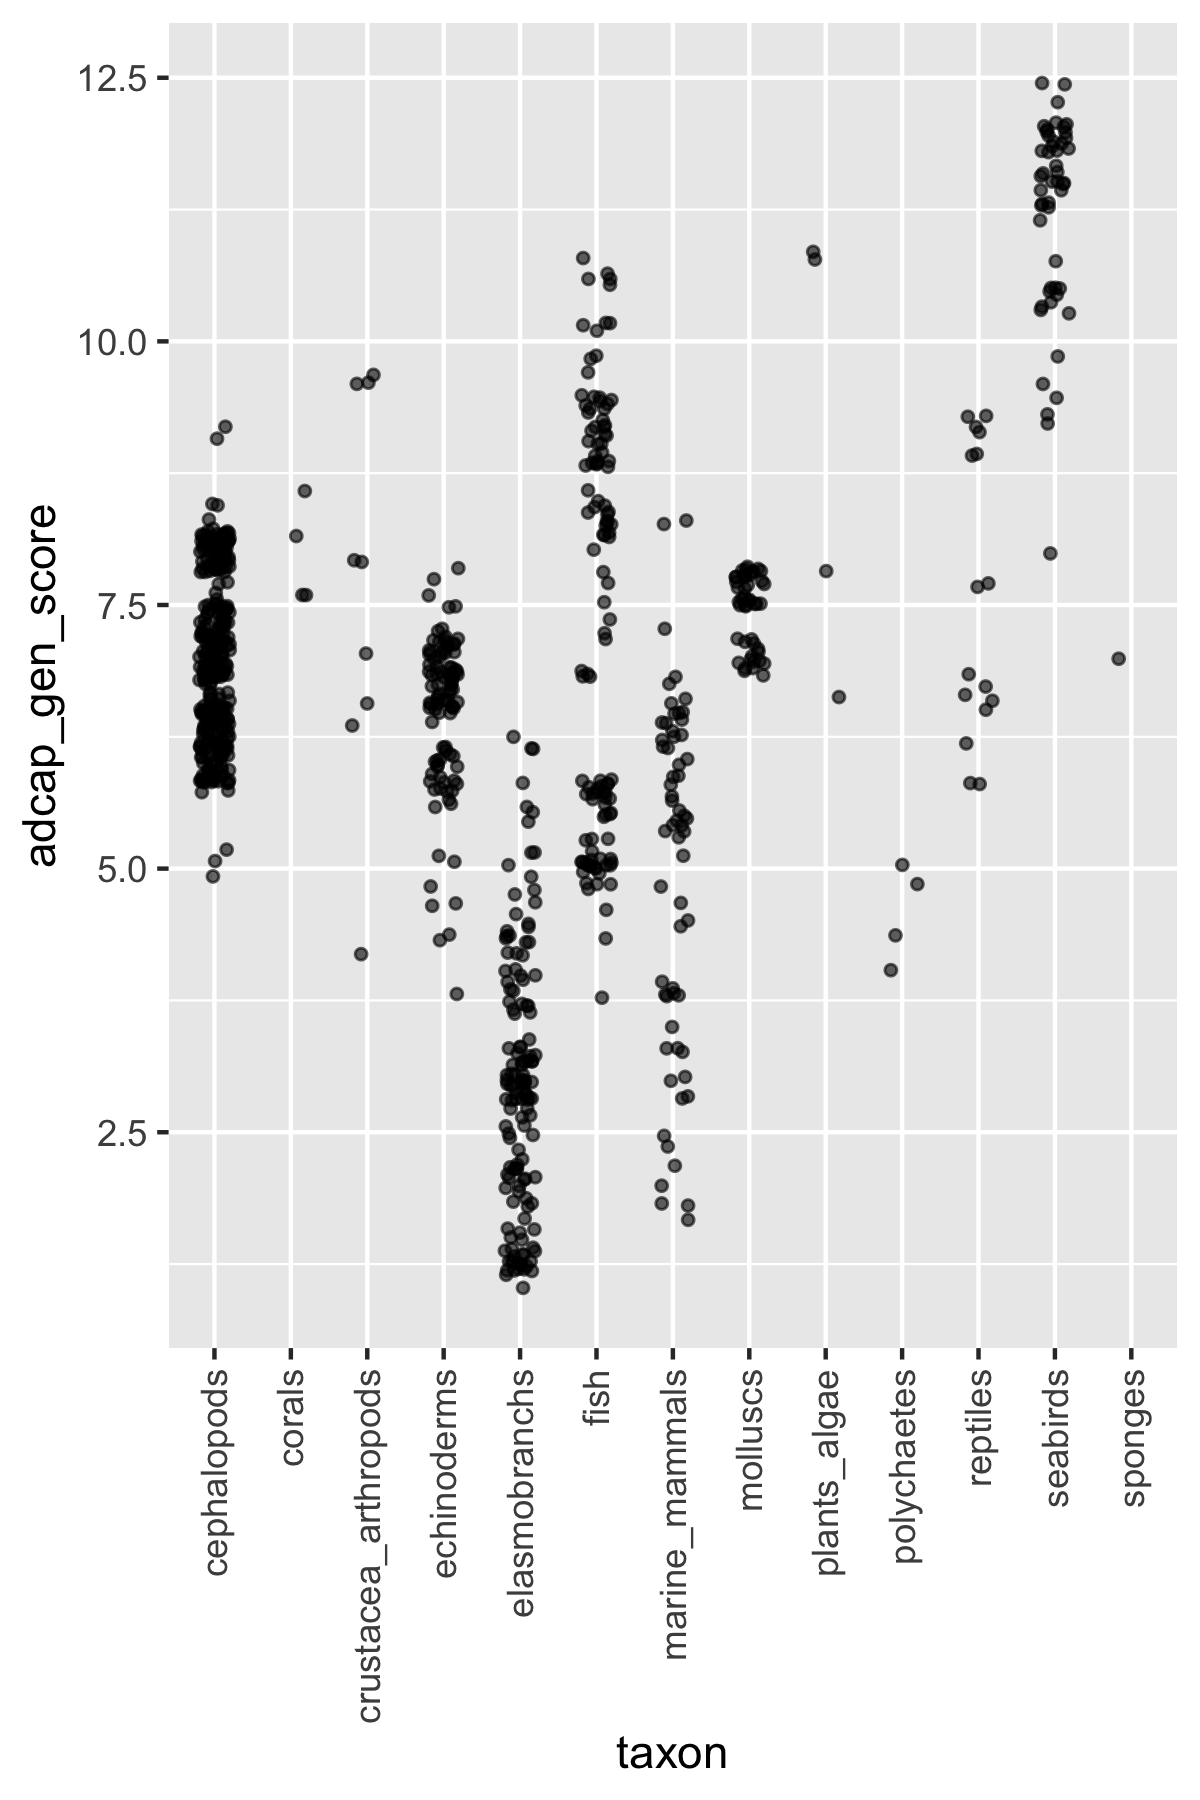 adcap_gen_score
12.5
10.0
7.5
5.0
2.5
cephalopods
corals
crustacea_arthropods
echinoderms
elasmobranchs
fish
marine_mammals
molluscs
plants_algae
polychaetes
reptiles
seabirds
sponges
taxon